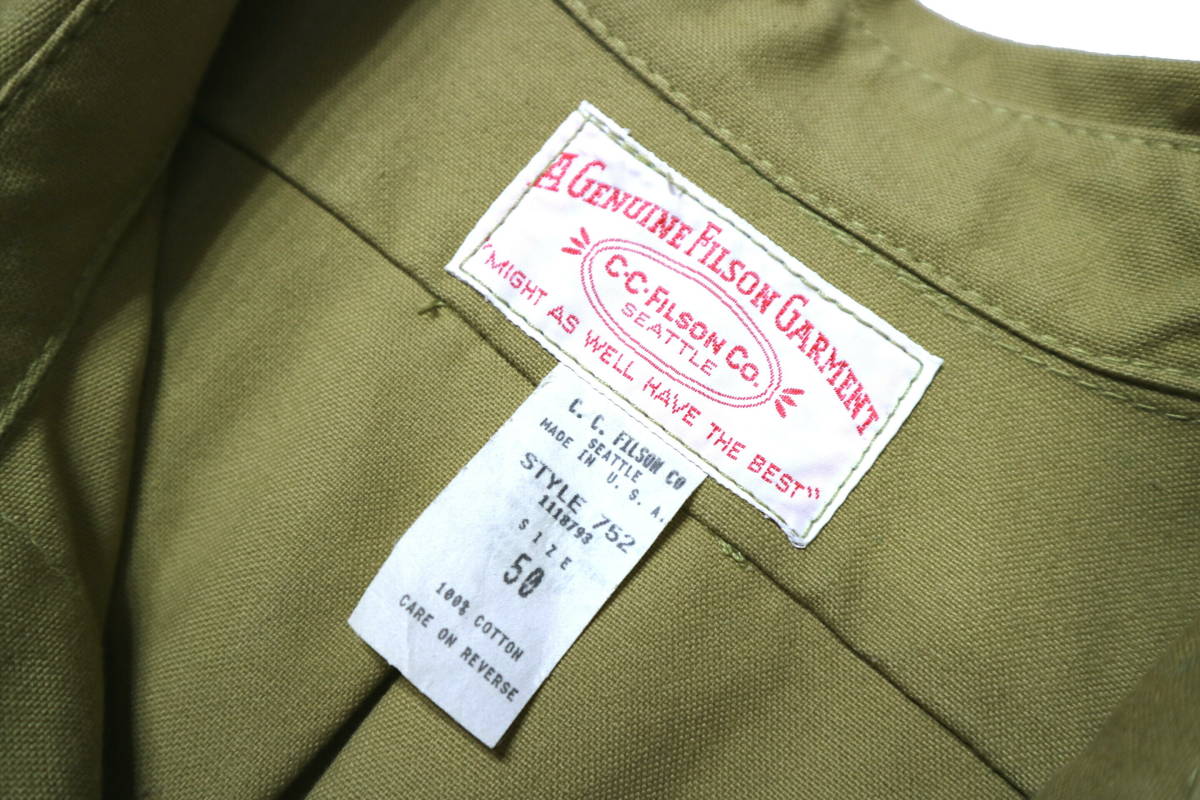 A GENUINE FILSON GARMENT
C·C·FILSON CO.
SEATTLE
"MIGHT AS WELL HAVE THE BEST"
C. C. FILSON CO
SEATTLE
MADE IN U. S. A.
STYLE 752
1118793
SIZE
50
100% COTTON
CARE ON REVERSE